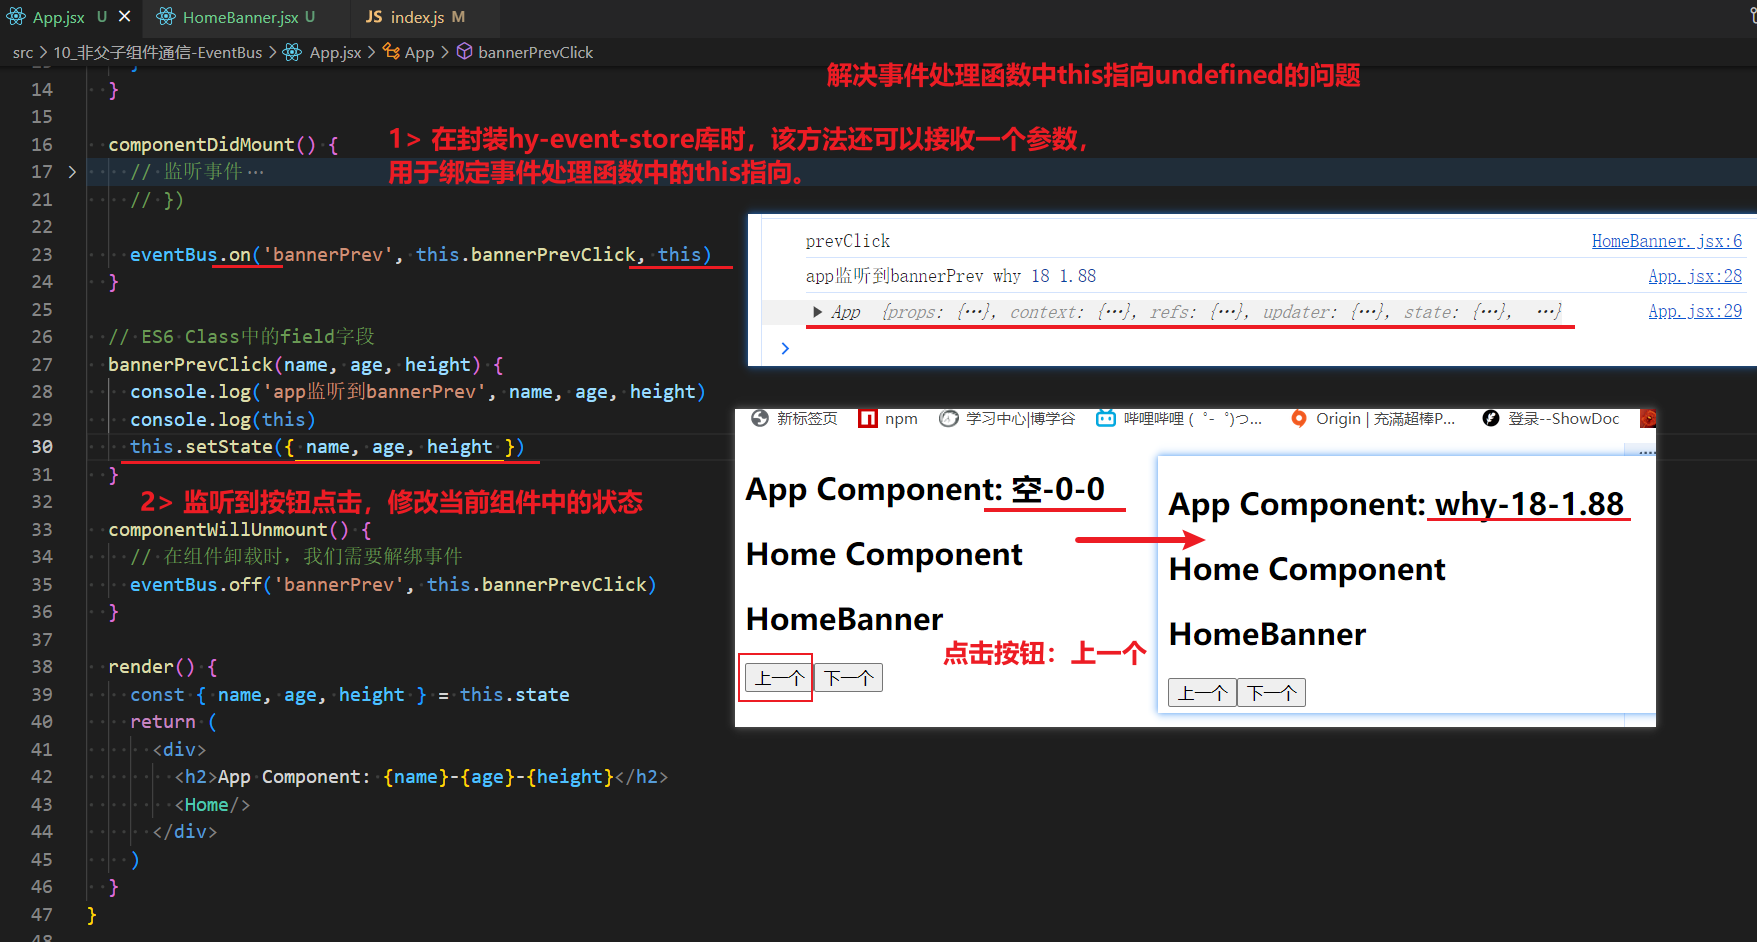 App.jsx U × HomeBanner.jsx U JS index.js M
src > 10_非父子组件通信-EventBus > App.jsx > App > bannerPrevClick
解决事件处理函数中this指向undefined的问题
14 }
15
16 componentDidMount() {
1> 在封装hy-event-store库时，该方法还可以接收一个参数，
用于绑定事件处理函数中的this指向。
17 // 监听事件…
21 // })
22
23 eventBus.on('bannerPrev', this.bannerPrevClick, this)
24 }
25
26 // ES6 Class中的field字段
27 bannerPrevClick(name, age, height) {
28 console.log('app监听到bannerPrev', name, age, height)
29 console.log(this)
30 this.setState({ name, age, height })
31 }
32
2> 监听到按钮点击，修改当前组件中的状态
33 componentWillUnmount() {
34 // 在组件卸载时，我们需要解绑事件
35 eventBus.off('bannerPrev', this.bannerPrevClick)
36 }
37
38 render() {
39 const { name, age, height } = this.state
40 return (
41 <div>
42 <h2>App Component: {name}-{age}-{height}</h2>
43 <Home/>
44 </div>
45 )
46 }
47 }
48
prevClick HomeBanner.jsx:6
app监听到bannerPrev why 18 1.88 App.jsx:28
▶ App {props: {…}, context: {…}, refs: {…}, updater: {…}, state: {…}, …} App.jsx:29
>
新标签页 npm 学习中心|博学谷 哔哩哔哩 ( ゜- ゜)つ... Origin | 充满超棒P... 登录--ShowDoc
App Component: 空-0-0
Home Component
HomeBanner
上一个 下一个
点击按钮：上一个
App Component: why-18-1.88
Home Component
HomeBanner
上一个 下一个